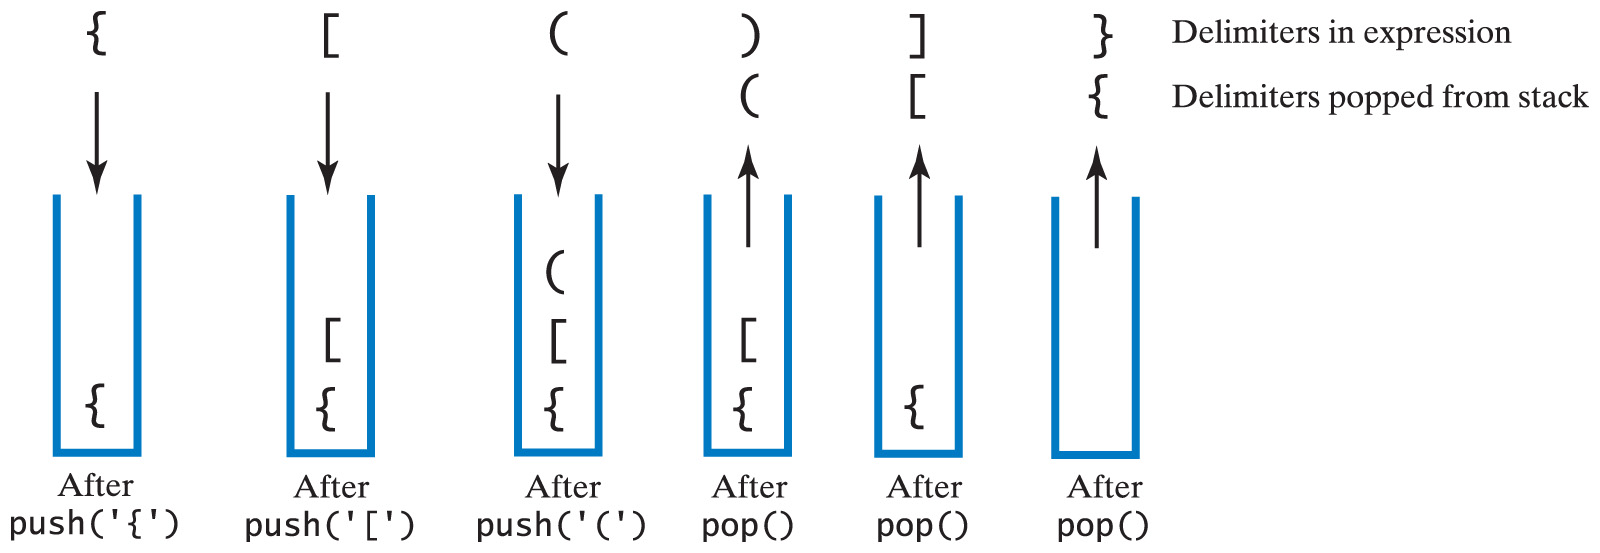 { [ ( ) ] } Delimiters in expression
( [ { Delimiters popped from stack
(
[ [ [
{ { { { {
After After After After After After
push('{') push('[') push('(') pop() pop() pop()